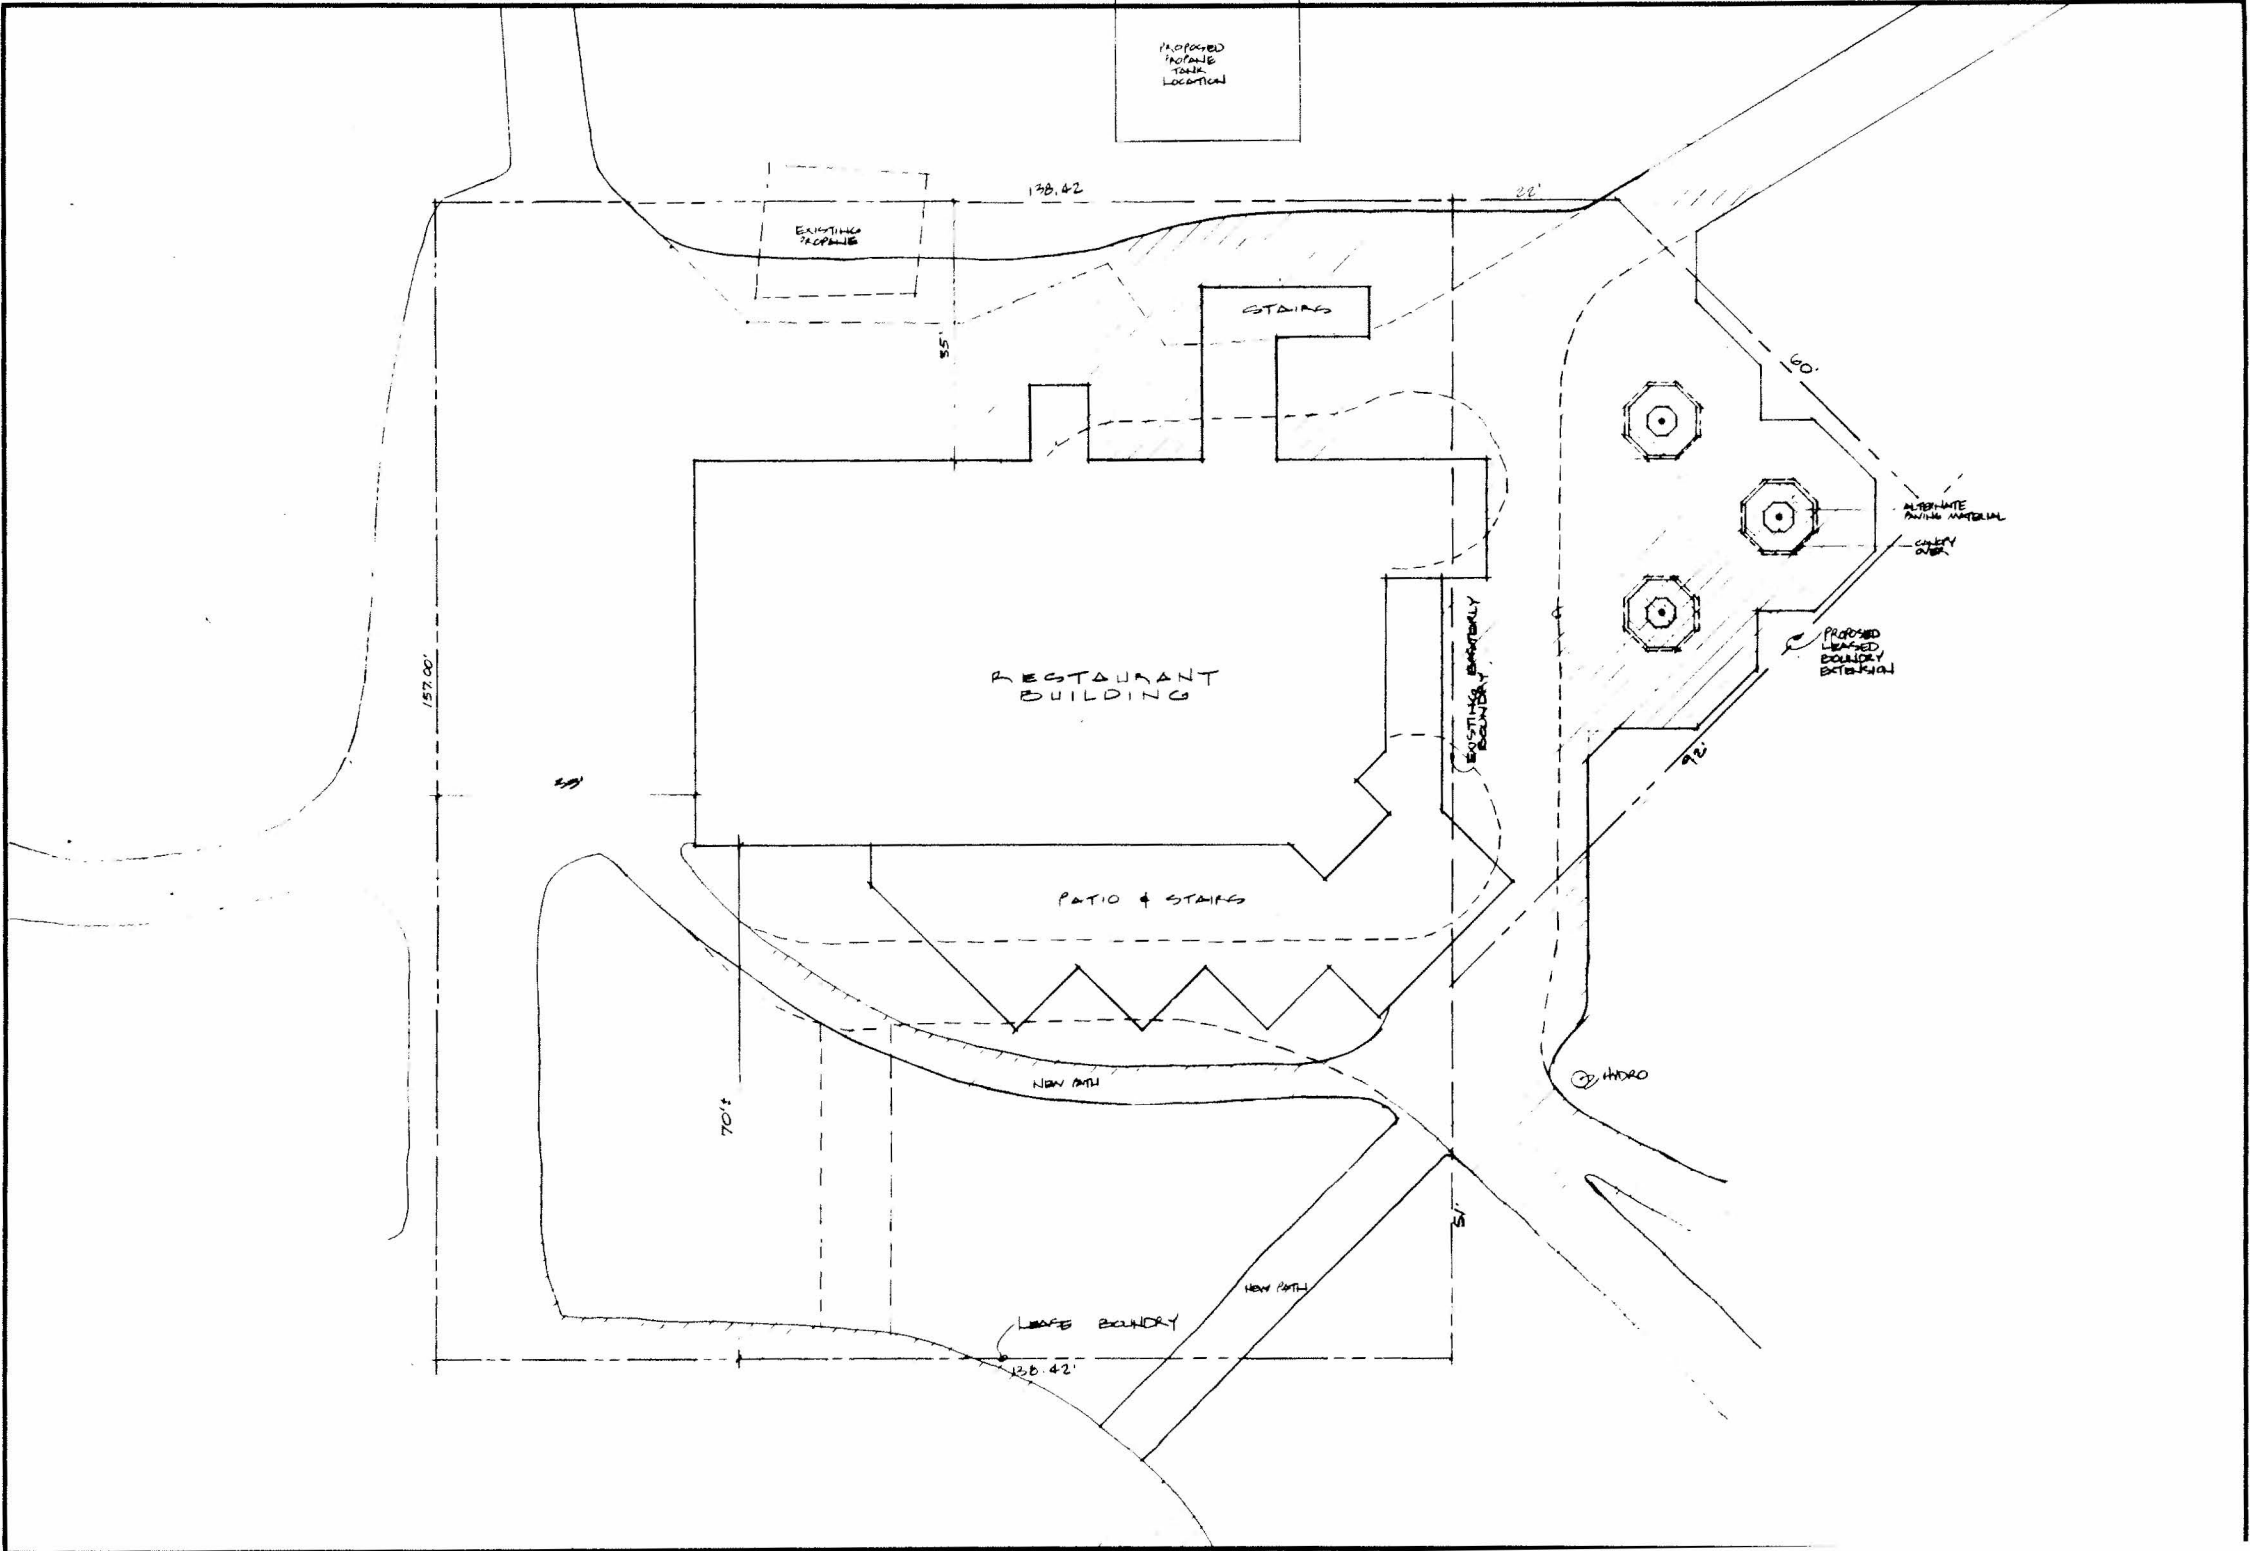 PROPOSED
PROPANE
TANK
LOCATION
138.42
22'
EXISTING
PROPANE
STAIRS
35'
60'
ALTERNATE
PAVING MATERIAL
CANOPY
OVER
PROPOSED
LEASED
BOUNDRY
EXTENSION
EXISTING EASTERLY
BOUNDRY
RESTAURANT
BUILDING
157.00'
92'
PATIO & STAIRS
NEW PATH
HYDRO
70'±
51'
NEW PATH
LEASE BOUNDRY
138.42'